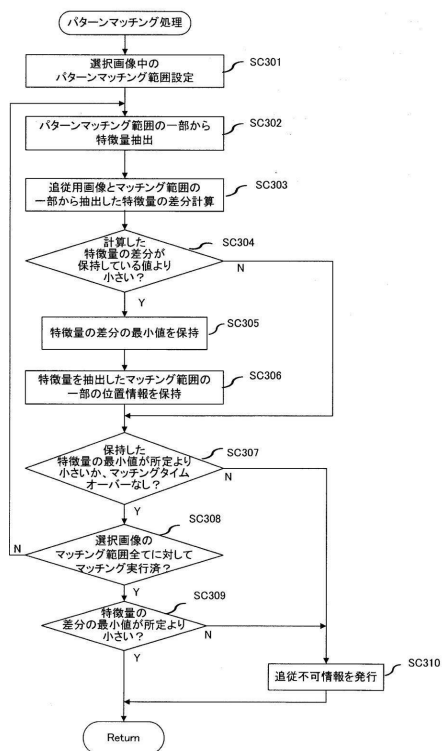 パターンマッチング処理
選択画像中の
パターンマッチング範囲設定
SC301
パターンマッチング範囲の一部から
特徴量抽出
SC302
追従用画像とマッチング範囲の
一部から抽出した特徴量の差分計算
SC303
計算した
特徴量の差分が
保持している値より
小さい?
SC304
N
Y
特徴量の差分の最小値を保持
SC305
特徴量を抽出したマッチング範囲の
一部の位置情報を保持
SC306
保持した
特徴量の最小値が所定より
小さいか、マッチングタイム
オーバーなし?
SC307
N
Y
選択画像の
マッチング範囲全てに対して
マッチング実行済?
SC308
N
Y
特徴量の
差分の最小値が所定より
小さい?
SC309
N
Y
追従不可情報を発行
SC310
Return